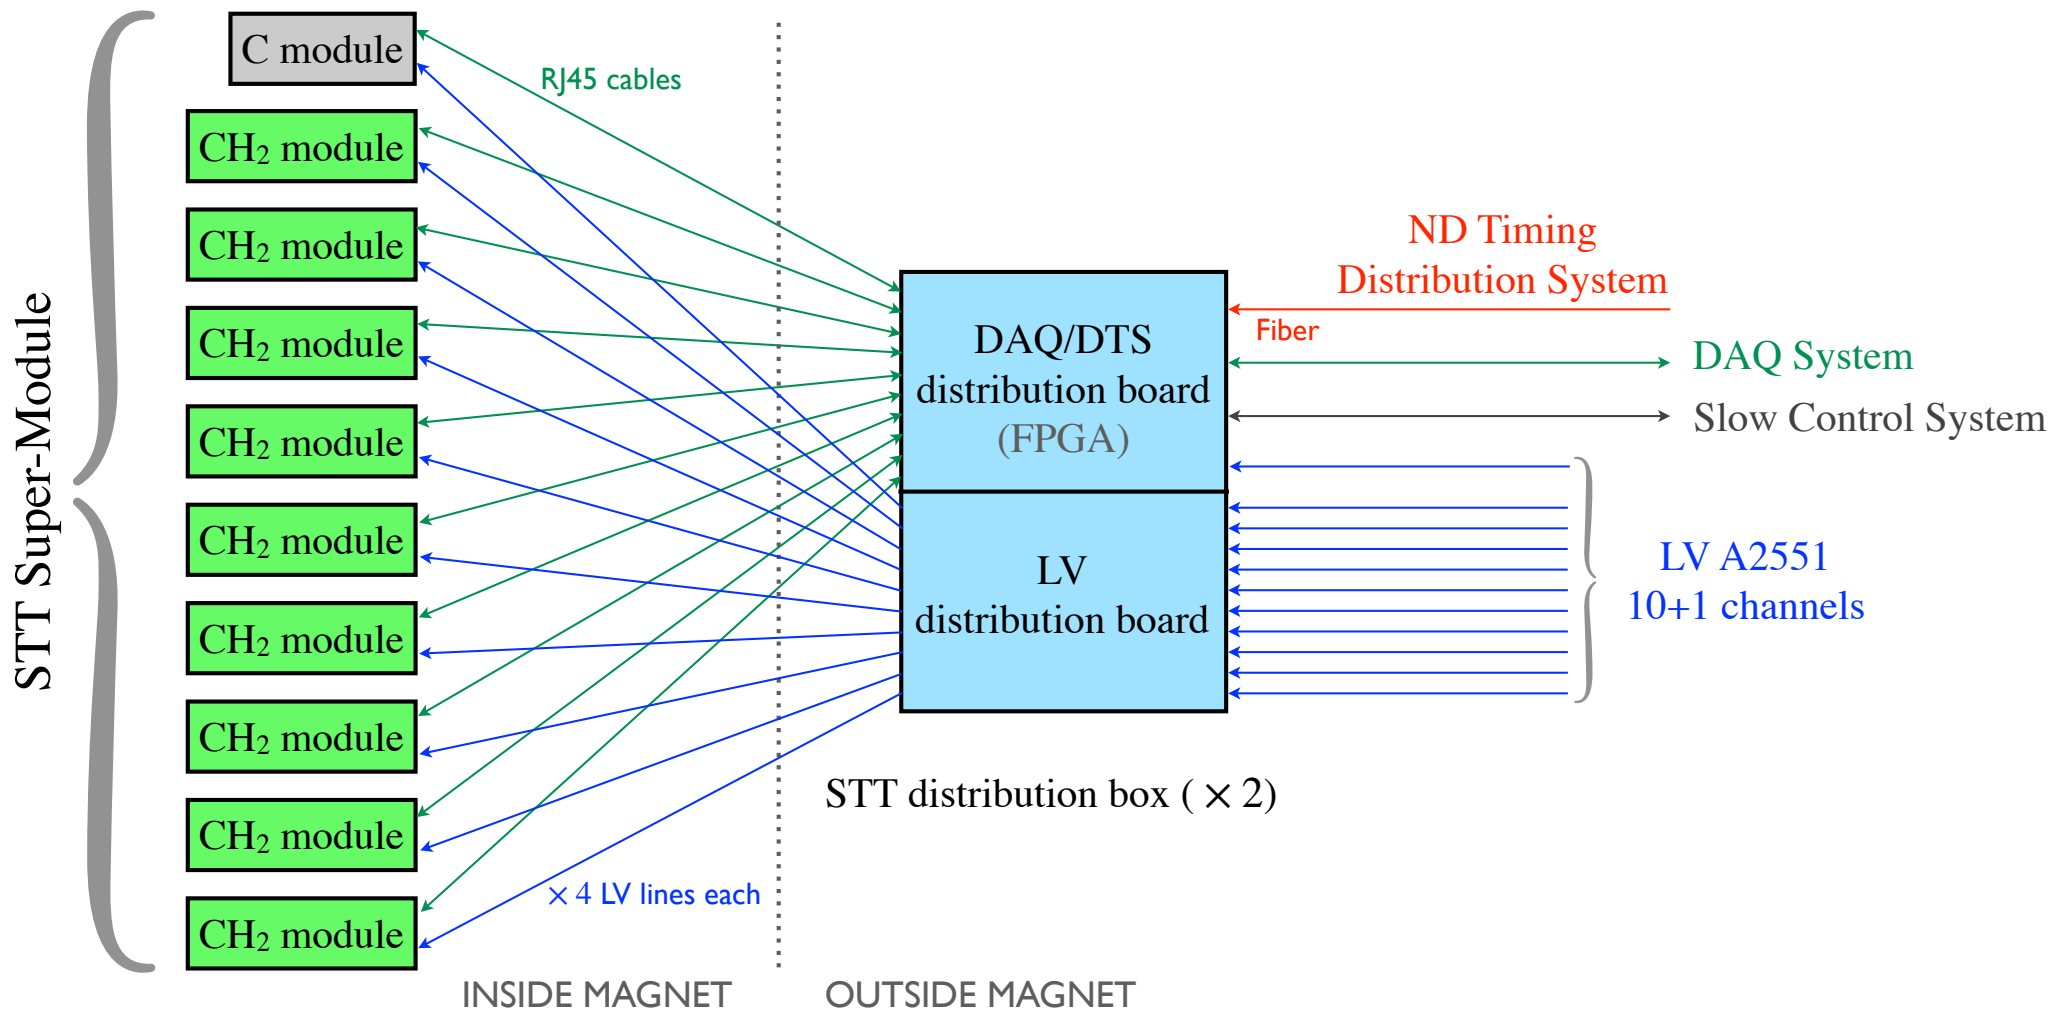 STT Super-Module
C module
CH₂ module
CH₂ module
CH₂ module
CH₂ module
CH₂ module
CH₂ module
CH₂ module
CH₂ module
CH₂ module
RJ45 cables
× 4 LV lines each
INSIDE MAGNET
OUTSIDE MAGNET
DAQ/DTS
distribution board
(FPGA)
LV
distribution board
STT distribution box ( × 2)
ND Timing
Distribution System
Fiber
DAQ System
Slow Control System
LV A2551
10+1 channels